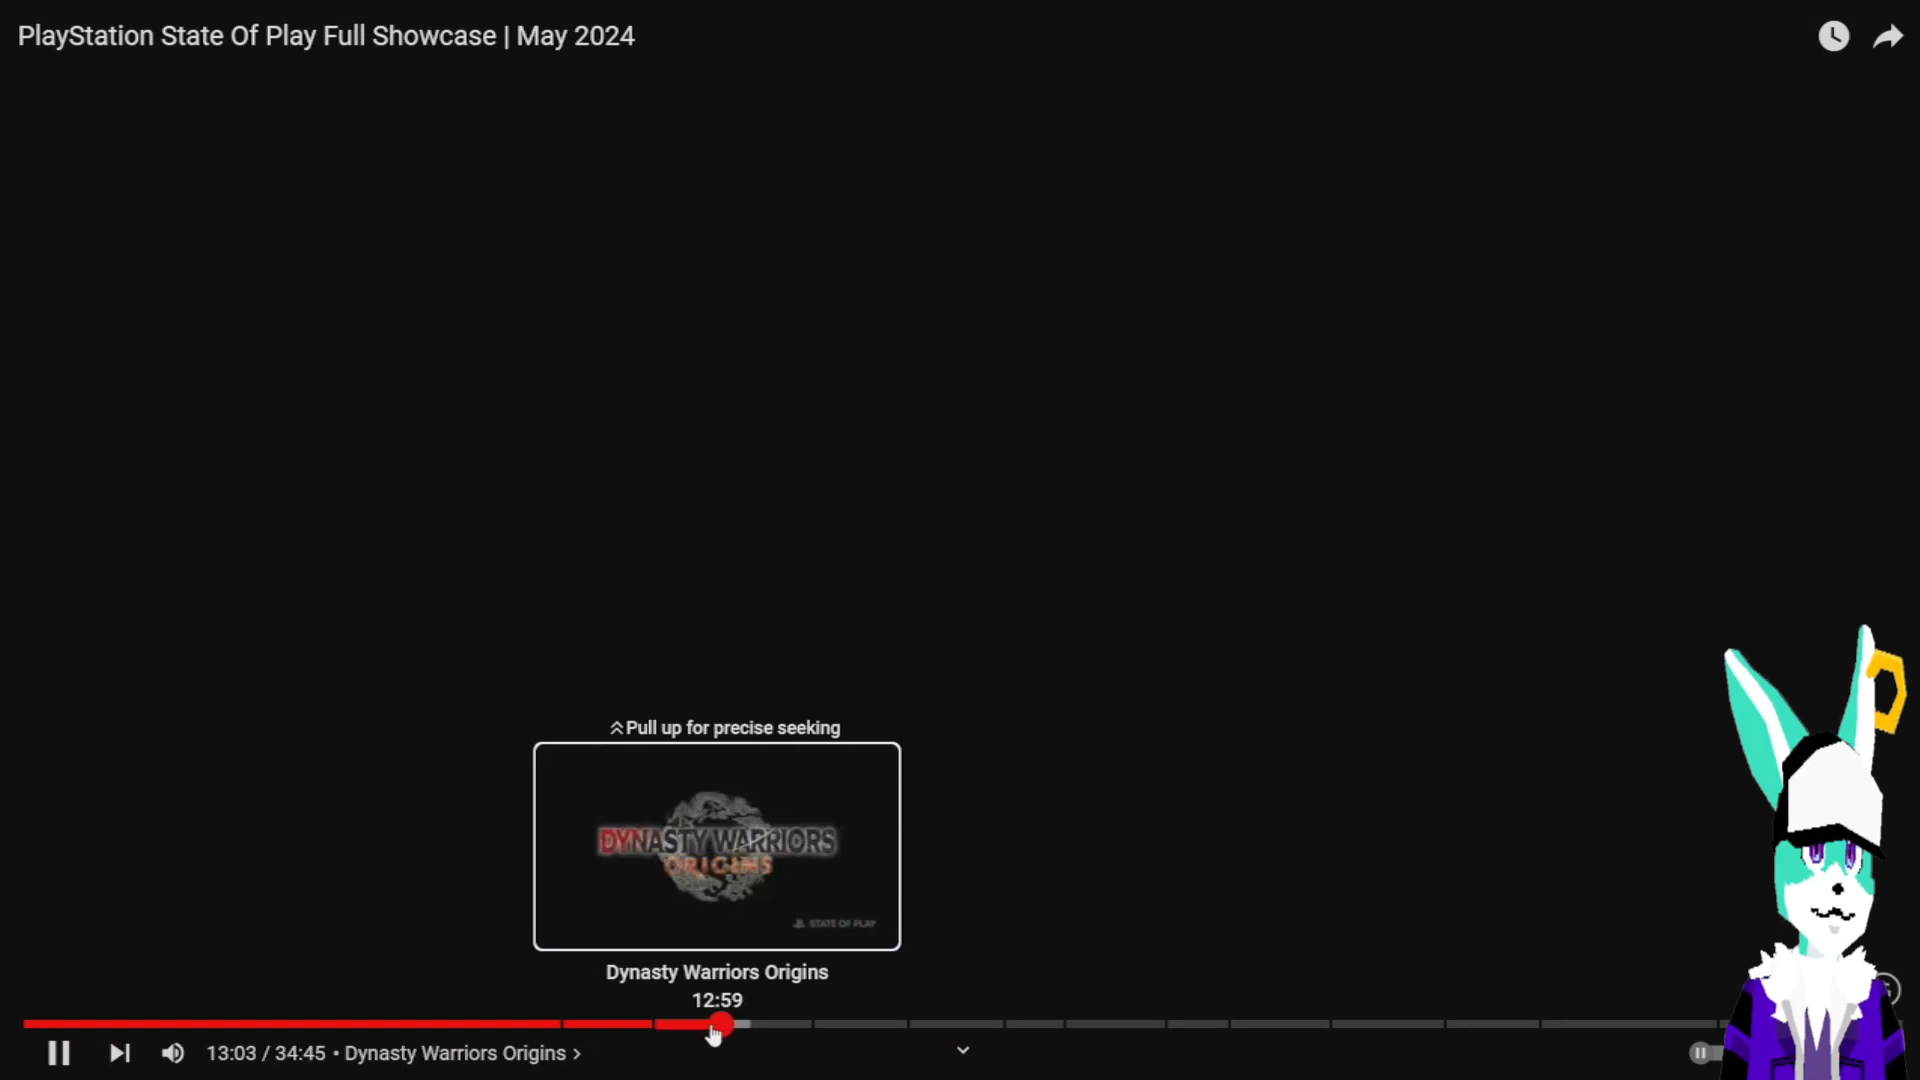 PlayStation State Of Play Full Showcase | May 2024
Pull up for precise seeking
DYNASTY WARRIORS
ORIGINS
STATE OF PLAY
Dynasty Warriors Origins
12:59
13:03 / 34:45 • Dynasty Warriors Origins >